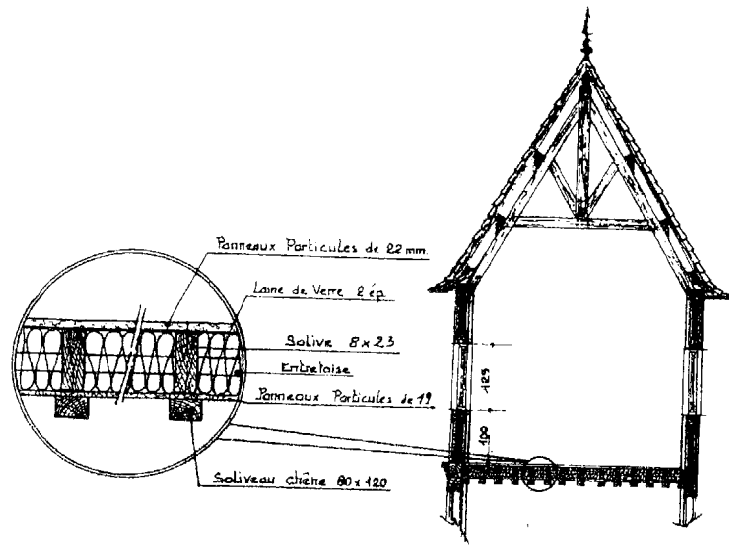 Panneaux Particules de 22 mm.
Laine de Verre 2 ép.
Solive 8 x 23
Entretoise
Panneaux Particules de 19
Soliveau chêne 80 x 120
125
100